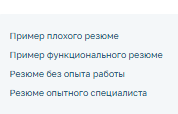 Пример плохого резюме
Пример функционального резюме
Резюме без опыта работы
Резюме опытного специалиста